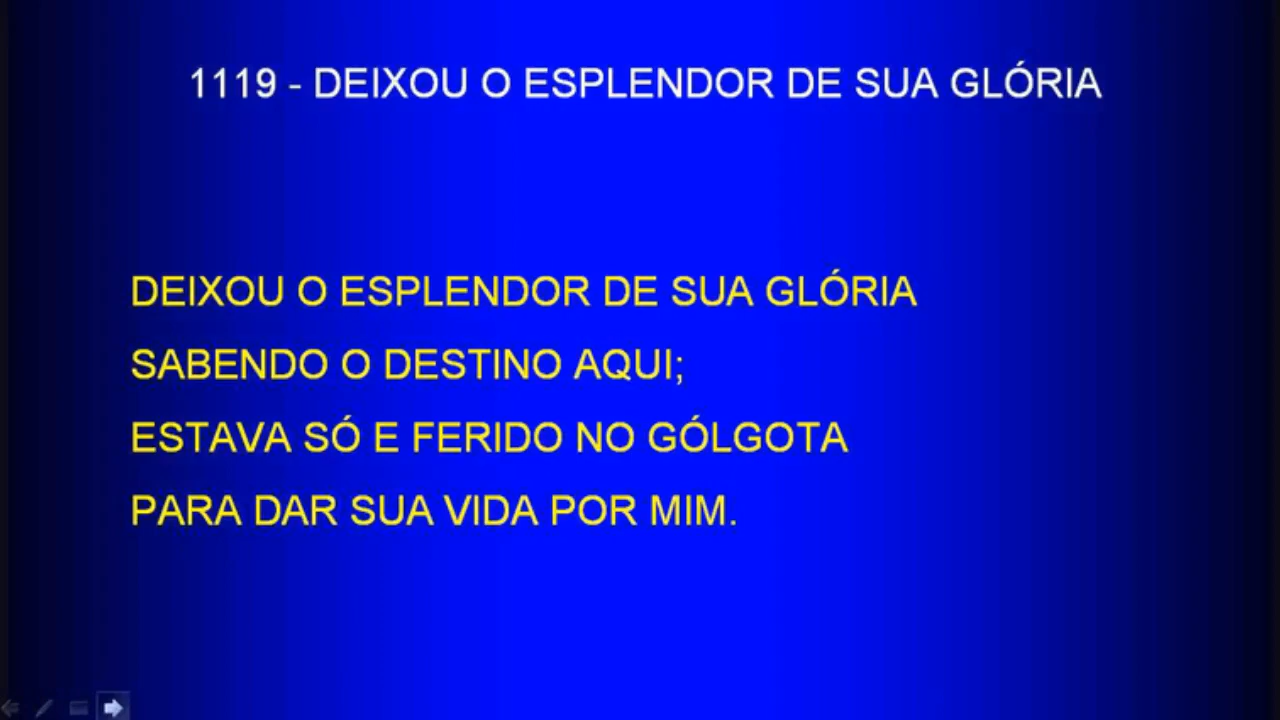 1119 - DEIXOU O ESPLENDOR DE SUA GLÓRIA
DEIXOU O ESPLENDOR DE SUA GLÓRIA
SABENDO O DESTINO AQUI;
ESTAVA SÓ E FERIDO NO GÓLGOTA
PARA DAR SUA VIDA POR MIM.